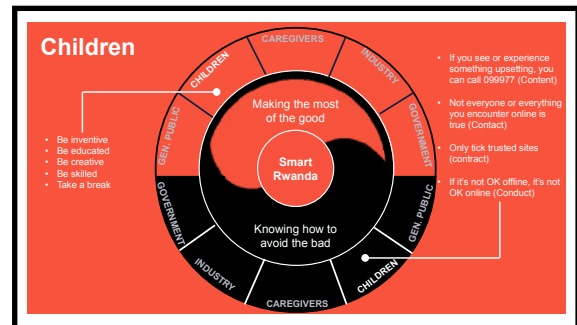 Children
CAREGIVERS
CHILDREN
INDUSTRY
GEN. PUBLIC
GOVERNMENT
Making the most
of the good
Smart
Rwanda
Knowing how to
avoid the bad
GOVERNMENT
GEN. PUBLIC
INDUSTRY
CHILDREN
CAREGIVERS
• Be inventive
• Be educated
• Be creative
• Be skilled
• Take a break
• If you see or experience
something upsetting, you
can call 099977 (Content)
• Not everyone or everything
you encounter online is
true (Contact)
• Only tick trusted sites
(contract)
• If it's not OK offline, it's not
OK online (Conduct)